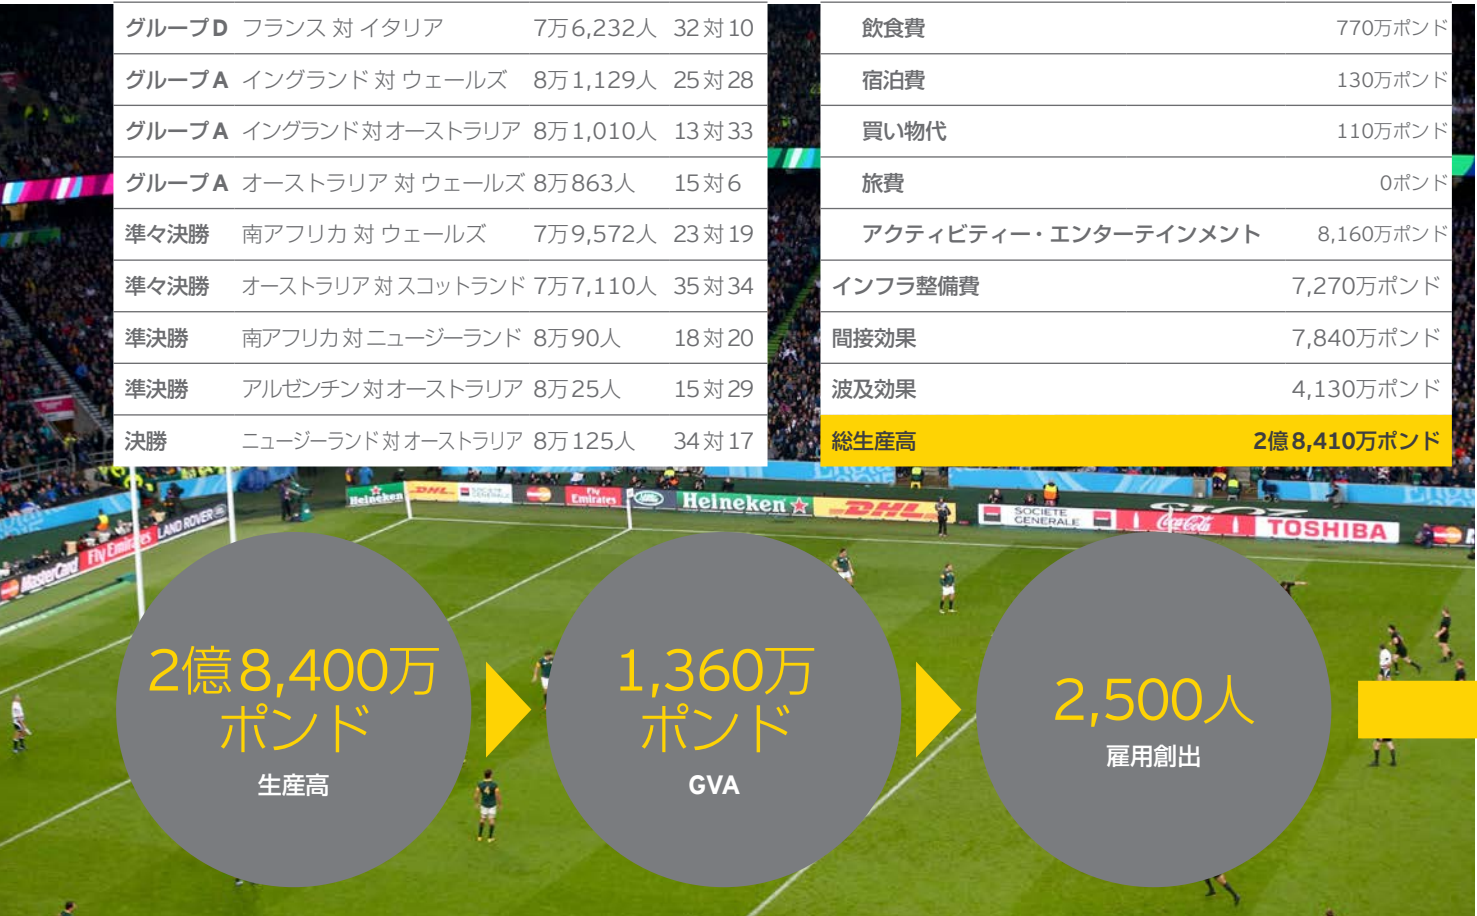 グループD フランス 対 イタリア 7万6,232人 32対10
グループA イングランド 対 ウェールズ 8万1,129人 25対28
グループA イングランド対オーストラリア 8万1,010人 13対33
グループA オーストラリア 対 ウェールズ 8万863人 15対6
準々決勝 南アフリカ 対 ウェールズ 7万9,572人 23対19
準々決勝 オーストラリア対スコットランド 7万7,110人 35対34
準決勝 南アフリカ対ニュージーランド 8万90人 18対20
準決勝 アルゼンチン対オーストラリア 8万25人 15対29
決勝 ニュージーランド対オーストラリア 8万125人 34対17
飲食費 770万ポンド
宿泊費 130万ポンド
買い物代 110万ポンド
旅費 0ポンド
アクティビティー・エンターテインメント 8,160万ポンド
インフラ整備費 7,270万ポンド
間接効果 7,840万ポンド
波及効果 4,130万ポンド
総生産高 2億8,410万ポンド
Heineken DHL SOCIETE GENERALE MasterCard Fly Emirates LAND ROVER Heineken DHL SOCIETE GENERALE Coca-Cola TOSHIBA
MasterCard Fly Emirates LAND ROVER
2億8,400万
ポンド
生産高
1,360万
ポンド
GVA
2,500人
雇用創出